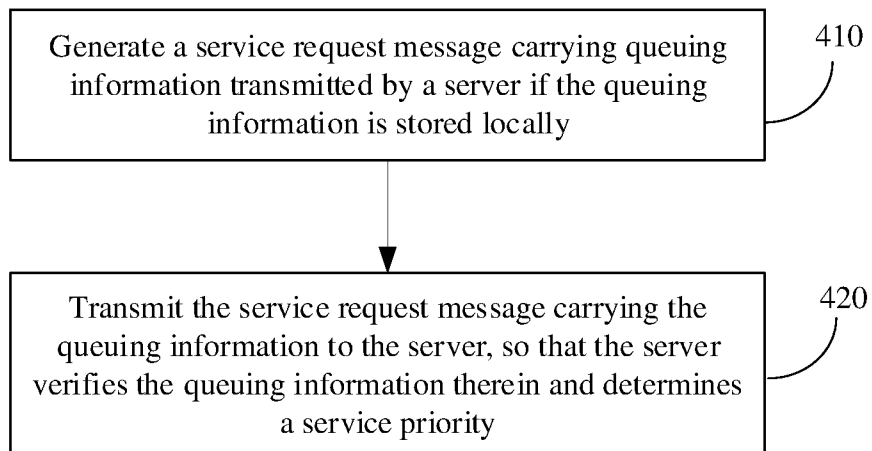 Generate a service request message carrying queuing
information transmitted by a server if the queuing
information is stored locally
410
Transmit the service request message carrying the
queuing information to the server, so that the server
verifies the queuing information therein and determines
a service priority
420